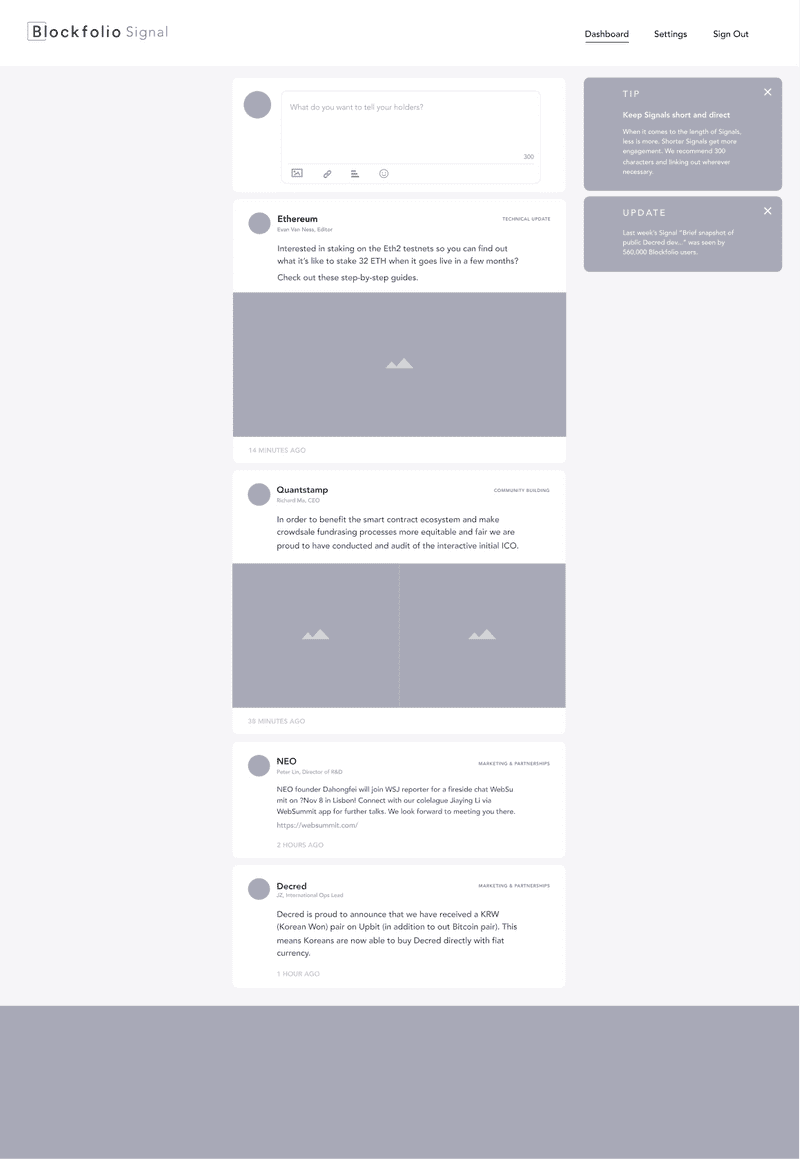 Blockfolio Signal
Dashboard
Settings
Sign Out
What do you want to tell your holders?
300
TIP
Keep Signals short and direct
When it comes to the length of Signals,
less is more. Shorter Signals get more
engagement. We recommend 300
characters and linking out wherever
necessary.
UPDATE
Last week's Signal "Brief snapshot of
public Decred dev..." was seen by
560,000 Blockfolio users.
Ethereum
TECHNICAL UPDATE
Evan Van Ness, Editor
Interested in staking on the Eth2 testnets so you can find out
what it's like to stake 32 ETH when it goes live in a few months?
Check out these step-by-step guides.
14 MINUTES AGO
Quantstamp
COMMUNITY BUILDING
Richard Ma, CEO
In order to benefit the smart contract ecosystem and make
crowdsale fundrasing processes more equitable and fair we are
proud to have conducted and audit of the interactive initial ICO.
38 MINUTES AGO
NEO
MARKETING & PARTNERSHIPS
Peter Lin, Director of R&D
NEO founder Dahongfei will join WSJ reporter for a fireside chat WebSu
mit on ?Nov 8 in Lisbon! Connect with our colelague Jiaying Li via
WebSummit app for further talks. We look forward to meeting you there.
https://websummit.com/
2 HOURS AGO
Decred
MARKETING & PARTNERSHIPS
JZ, International Ops Lead
Decred is proud to announce that we have received a KRW
(Korean Won) pair on Upbit (in addition to out Bitcoin pair). This
means Koreans are now able to buy Decred directly with fiat
currency.
1 HOUR AGO